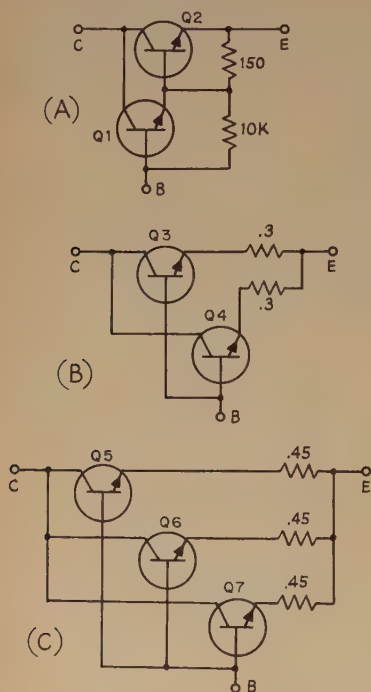 C Q2 E
150
(A)
Q1 10K
B
Q3 .3
C E
Q4 .3
(B)
B
Q5 .45
C E
Q6 .45
Q7 .45
(C)
B